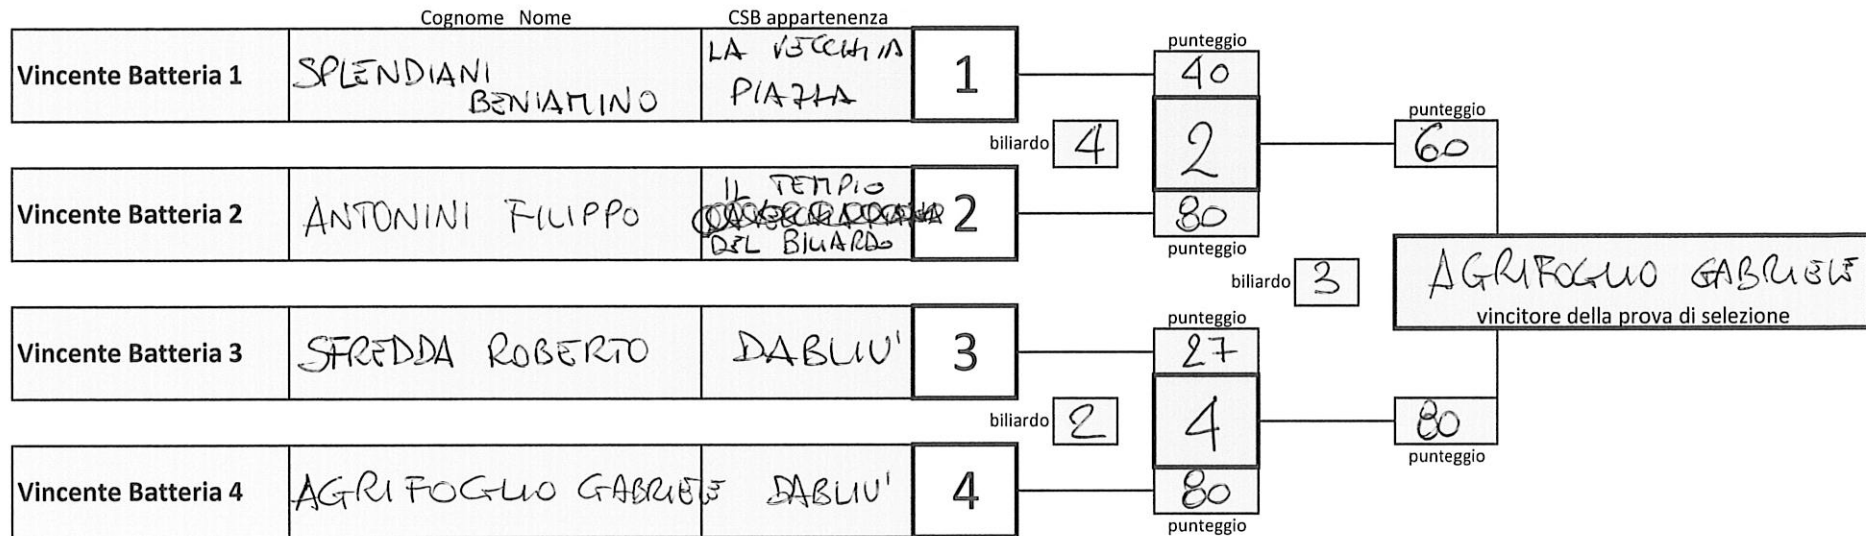 Cognome Nome CSB appartenenza
Vincente Batteria 1 SPLENDIANI BENIAMINO LA VECCHIA PIAZZA 1
punteggio
40
biliardo 4 2
punteggio
60
Vincente Batteria 2 ANTONINI FILIPPO IL TEMPIO DEL BILIARDO 2
80
punteggio
biliardo 3
AGRIFOGLIO GABRIELE
vincitore della prova di selezione
Vincente Batteria 3 SFREDDA ROBERTO DABLIU' 3
punteggio
27
biliardo 2 4
80
punteggio
Vincente Batteria 4 AGRIFOGLIO GABRIELE DABLIU' 4
80
punteggio